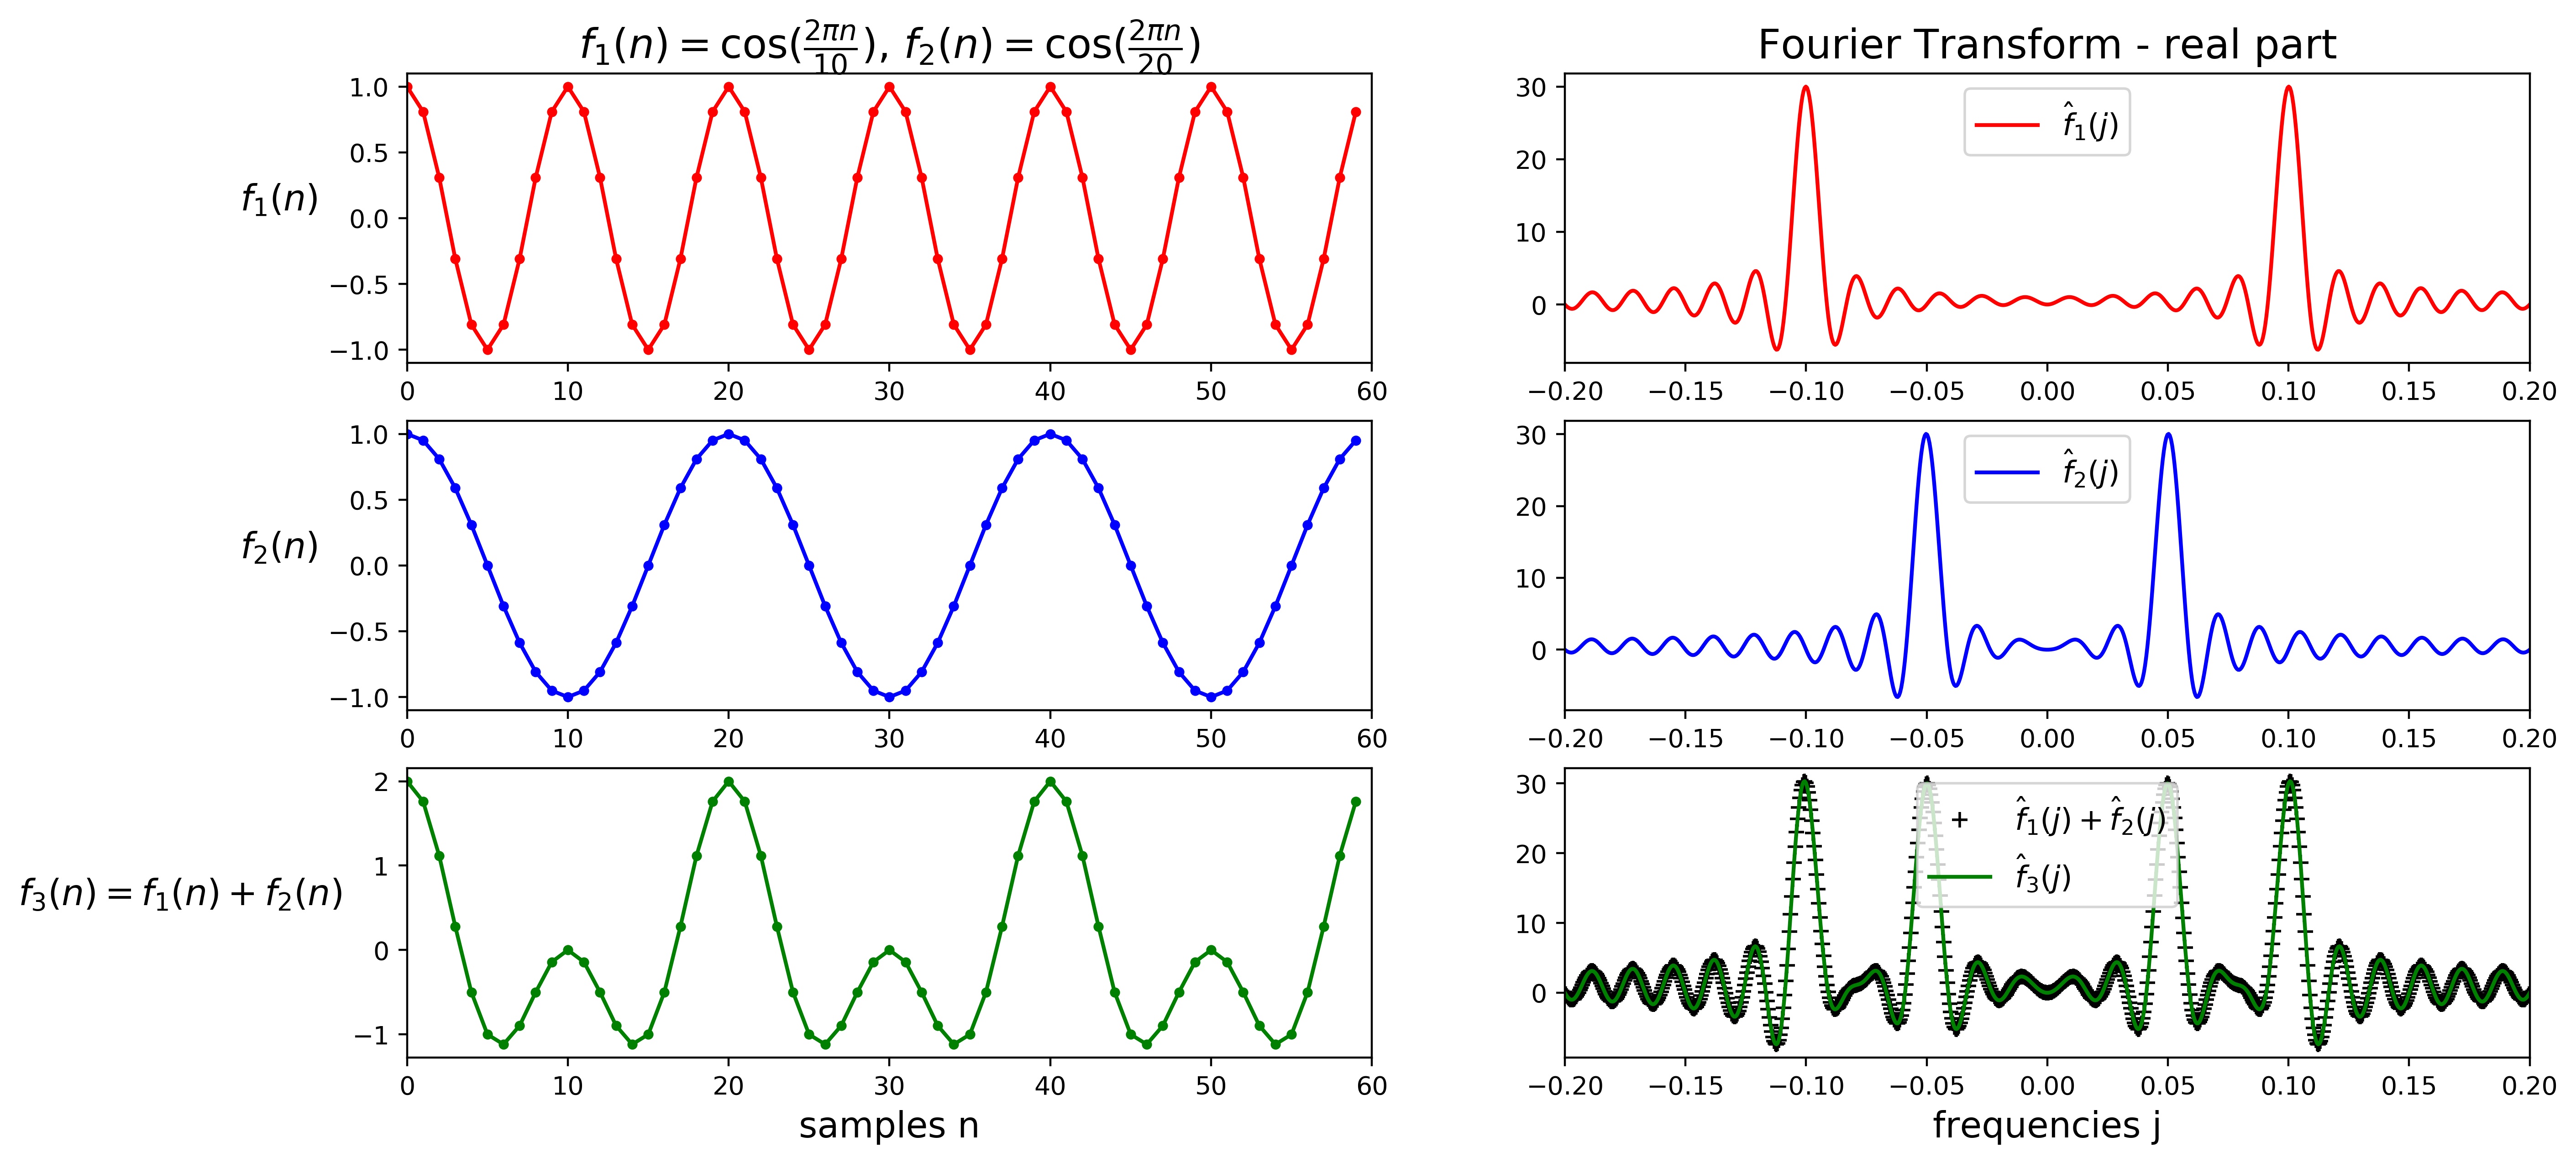 f₁(n) = cos(2πn/10), f₂(n) = cos(2πn/20)
Fourier Transform - real part
f₁(n)
1.0
0.5
0.0
−0.5
−1.0
0 10 20 30 40 50 60
30
20
10
0
f̂₁(j)
−0.20 −0.15 −0.10 −0.05 0.00 0.05 0.10 0.15 0.20
f₂(n)
1.0
0.5
0.0
−0.5
−1.0
0 10 20 30 40 50 60
30
20
10
0
f̂₂(j)
−0.20 −0.15 −0.10 −0.05 0.00 0.05 0.10 0.15 0.20
f₃(n) = f₁(n) + f₂(n)
2
1
0
−1
0 10 20 30 40 50 60
samples n
30
20
10
0
f̂₁(j) + f̂₂(j)
f̂₃(j)
−0.20 −0.15 −0.10 −0.05 0.00 0.05 0.10 0.15 0.20
frequencies j